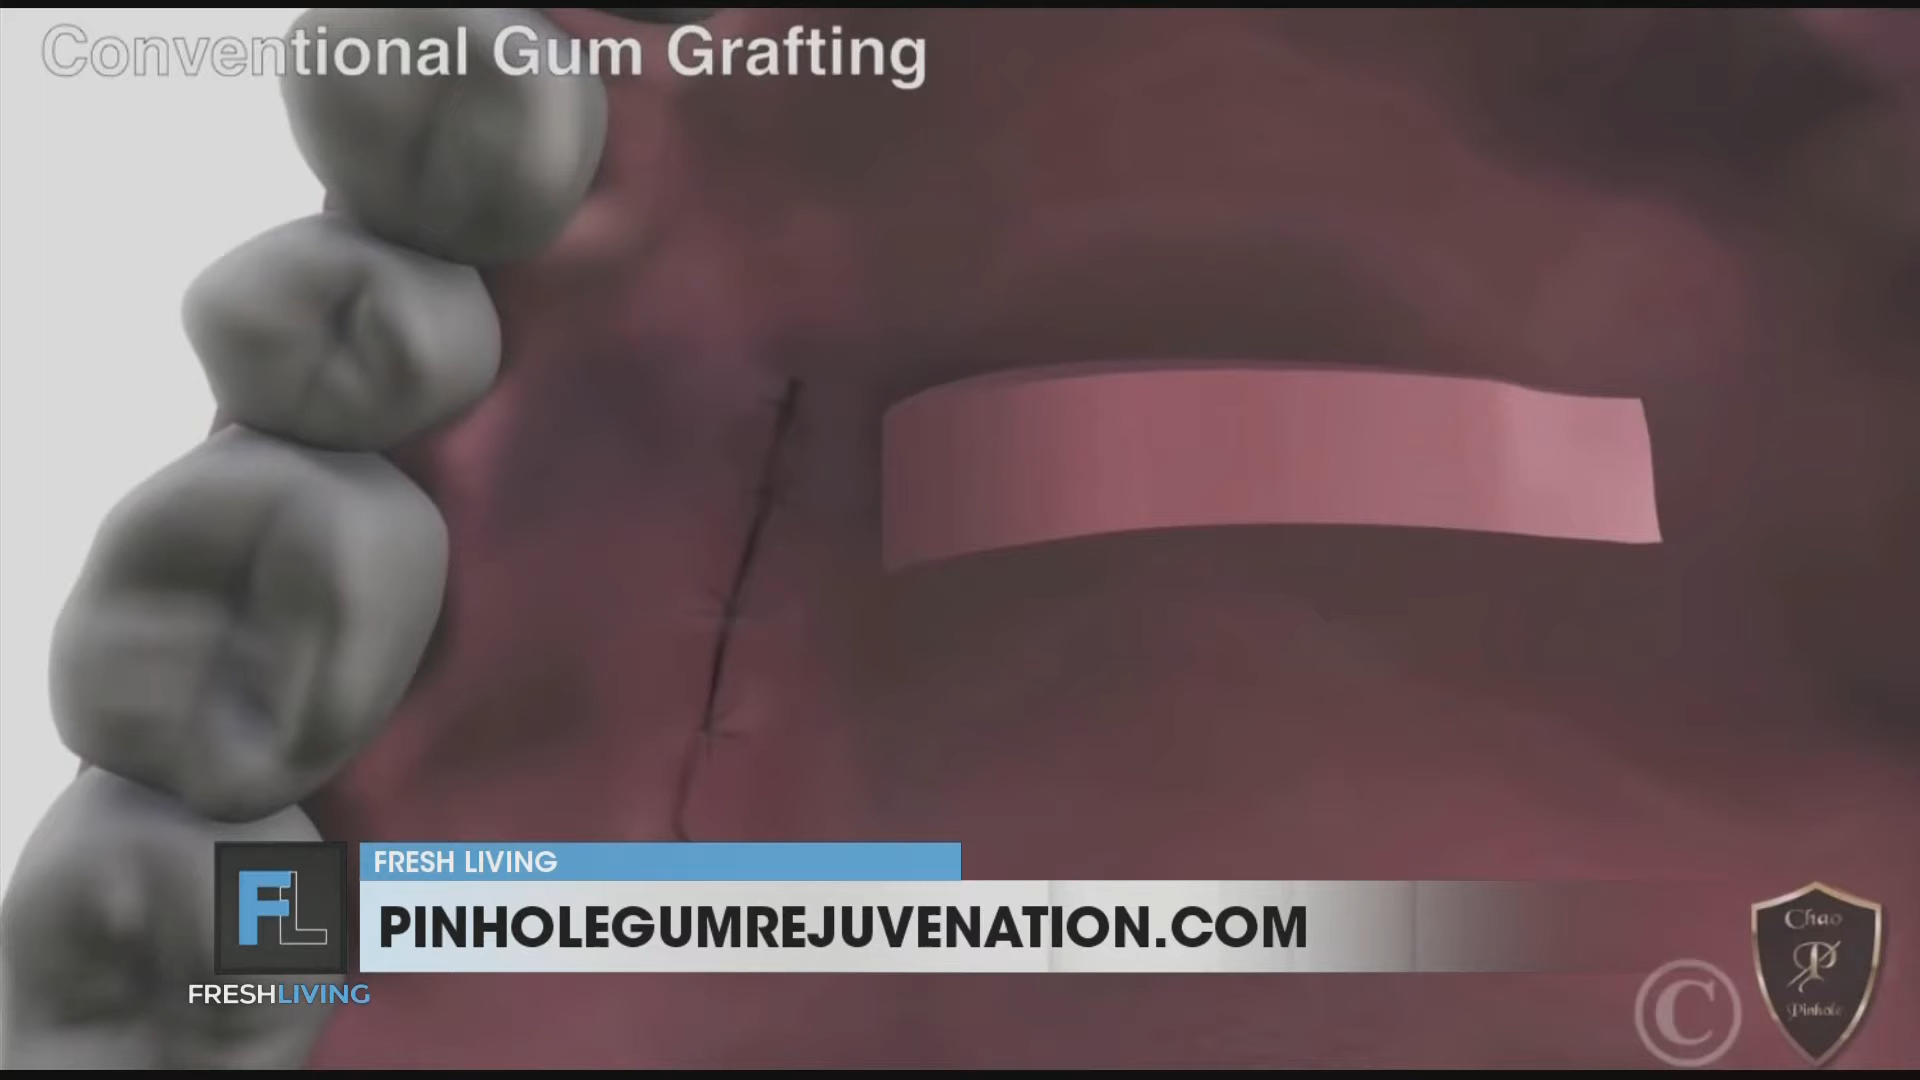 Conventional Gum Grafting
FRESH LIVING
FL
PINHOLEGUMREJUVENATION.COM
FRESHLIVING
©
Chao
P
Pinhole